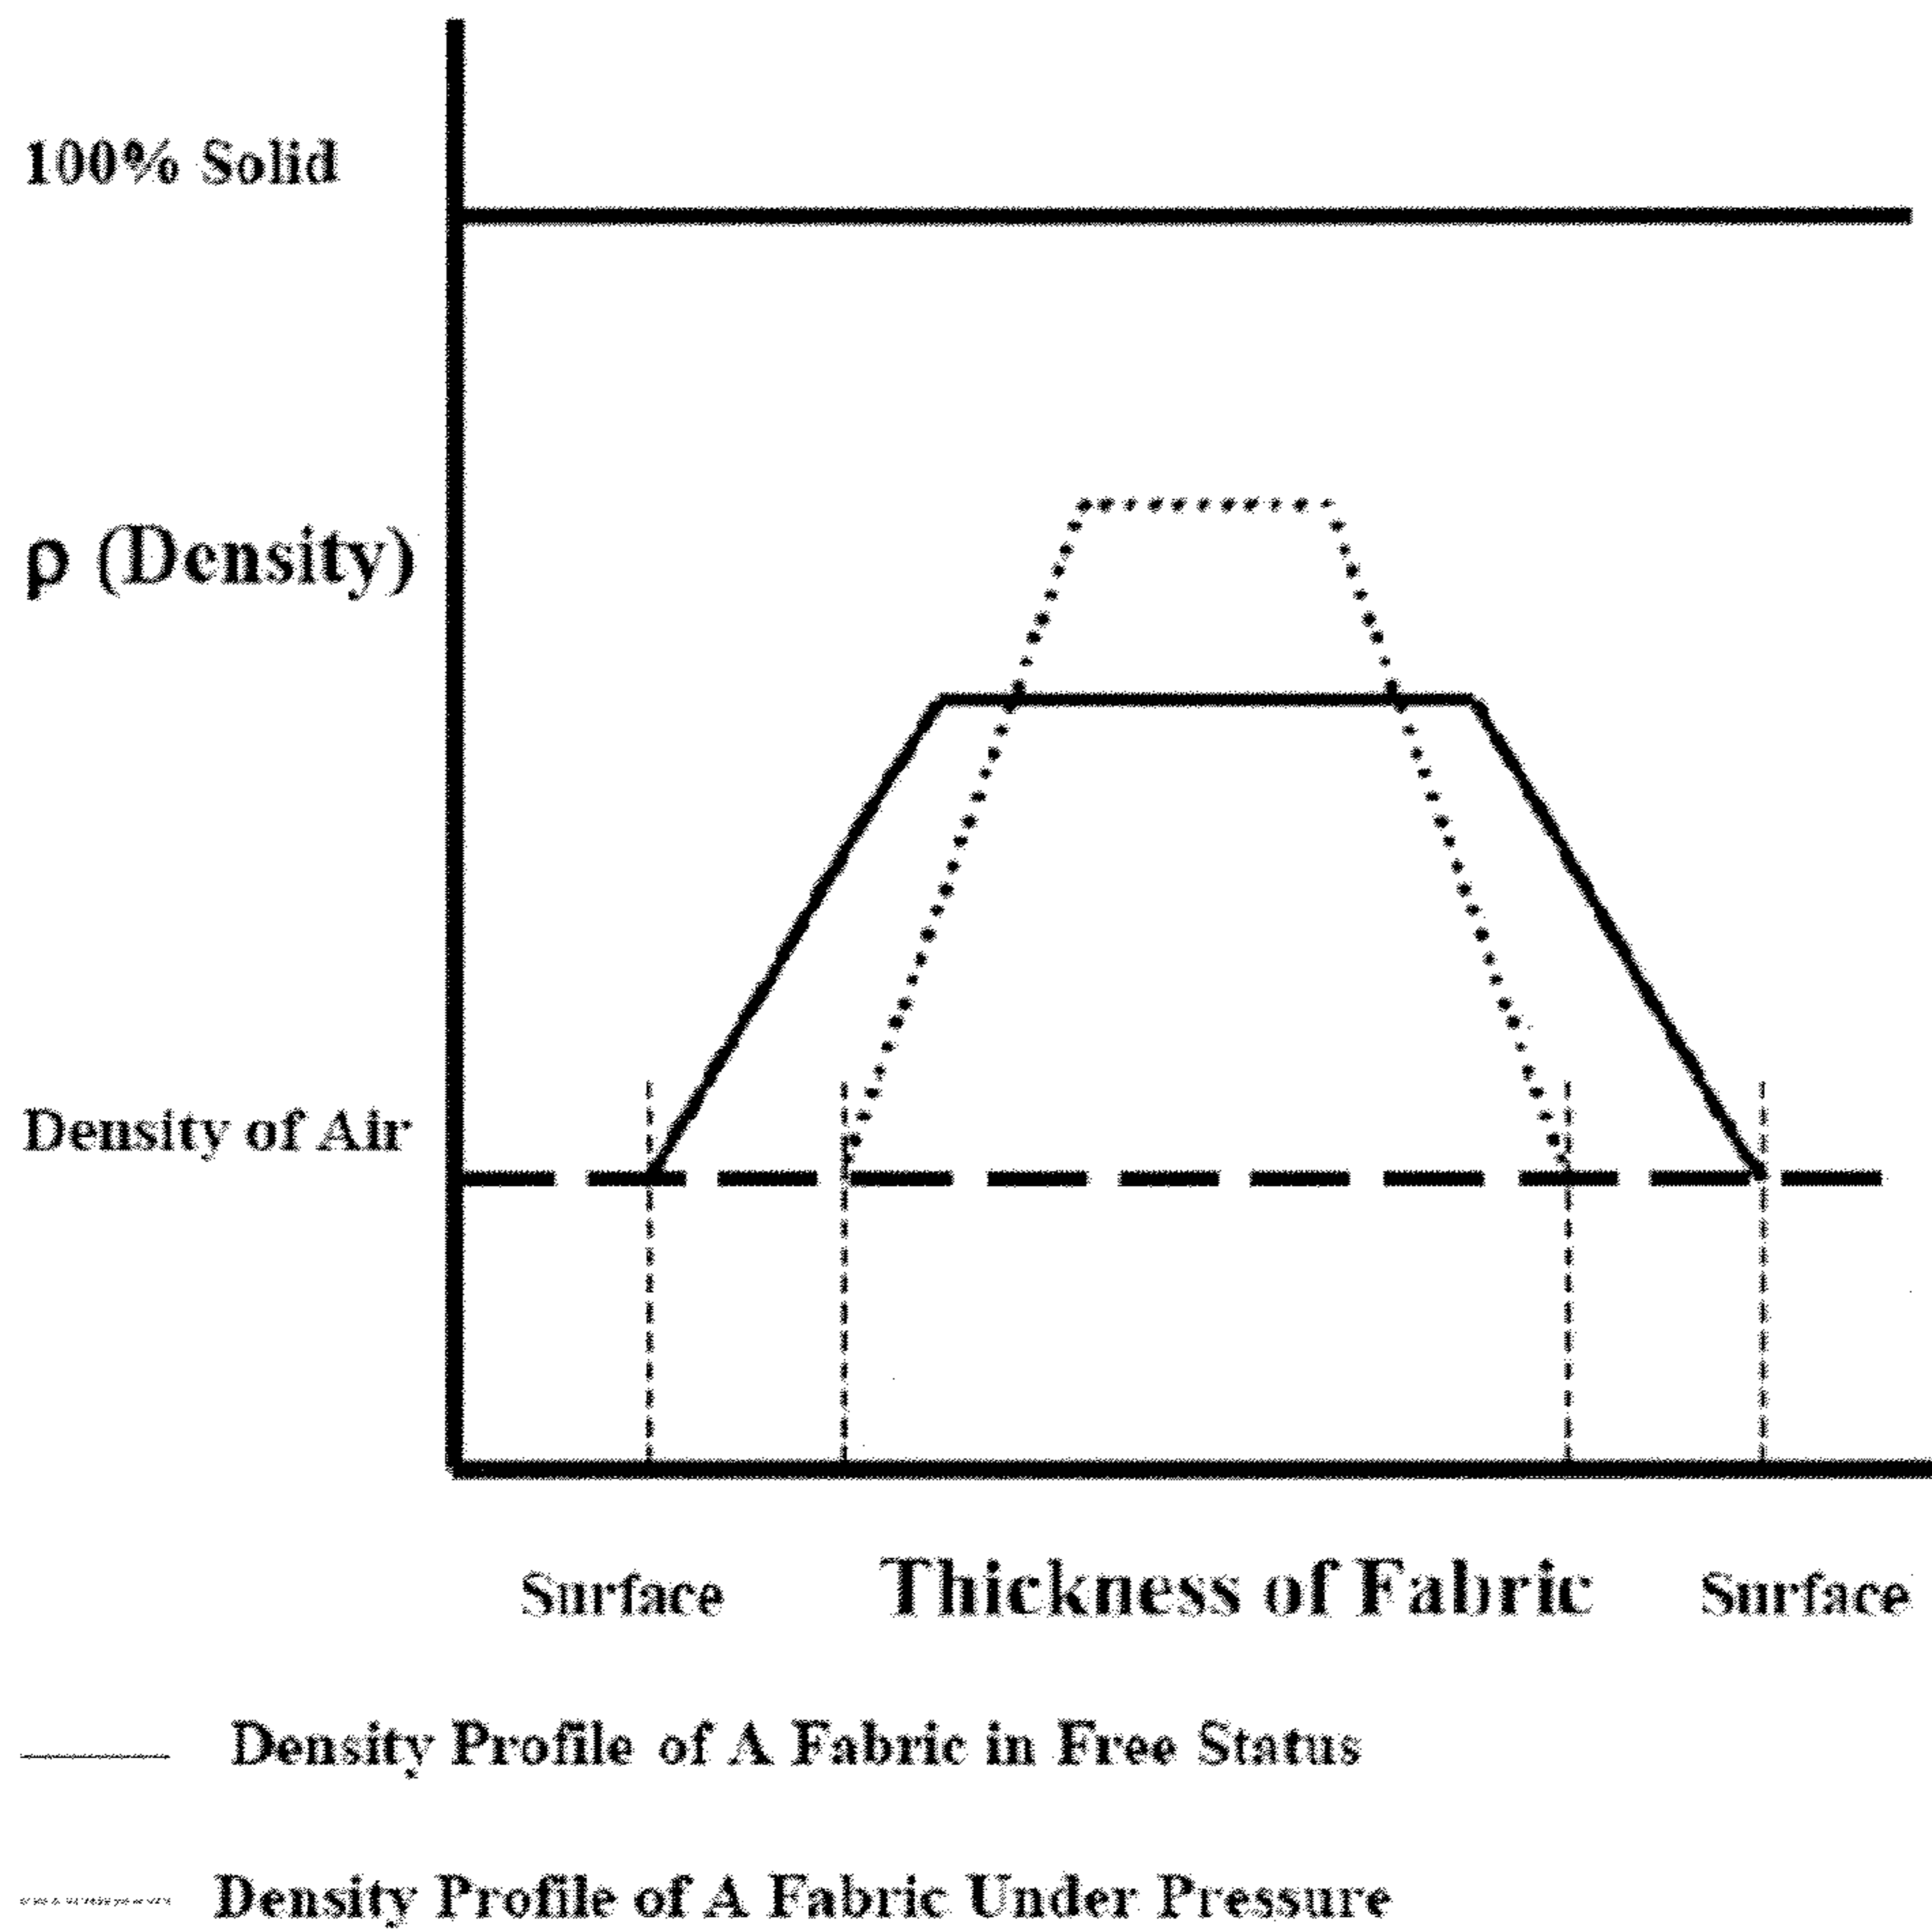 100% Solid
ρ (Density)
Density of Air
Surface Thickness of Fabric Surface
Density Profile of A Fabric in Free Status
Density Profile of A Fabric Under Pressure